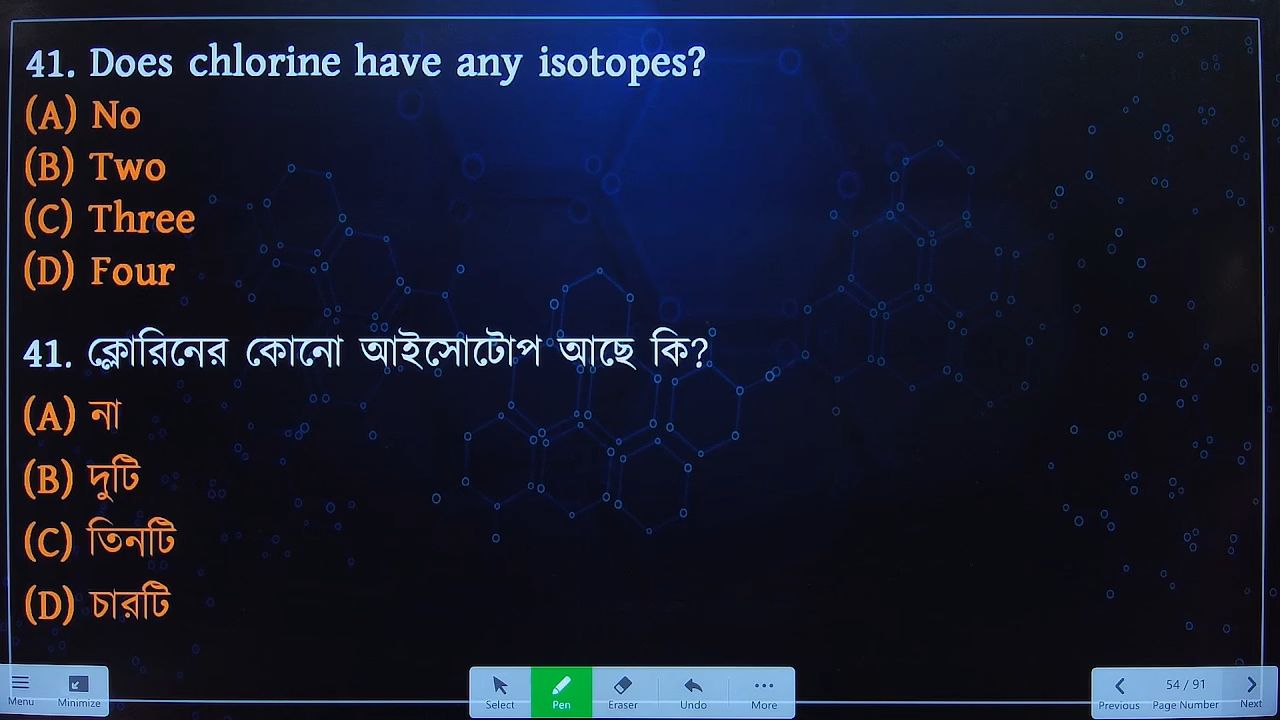 41. Does chlorine have any isotopes?
(A) No
(B) Two
(C) Three
(D) Four
41. ক্লোরিনের কোনো আইসোটোপ আছে কি?
(A) না
(B) দুটি
(C) তিনটি
(D) চারটি
Menu Minimize Select Pen Eraser Undo More Previous 54 / 91 Page Number Next